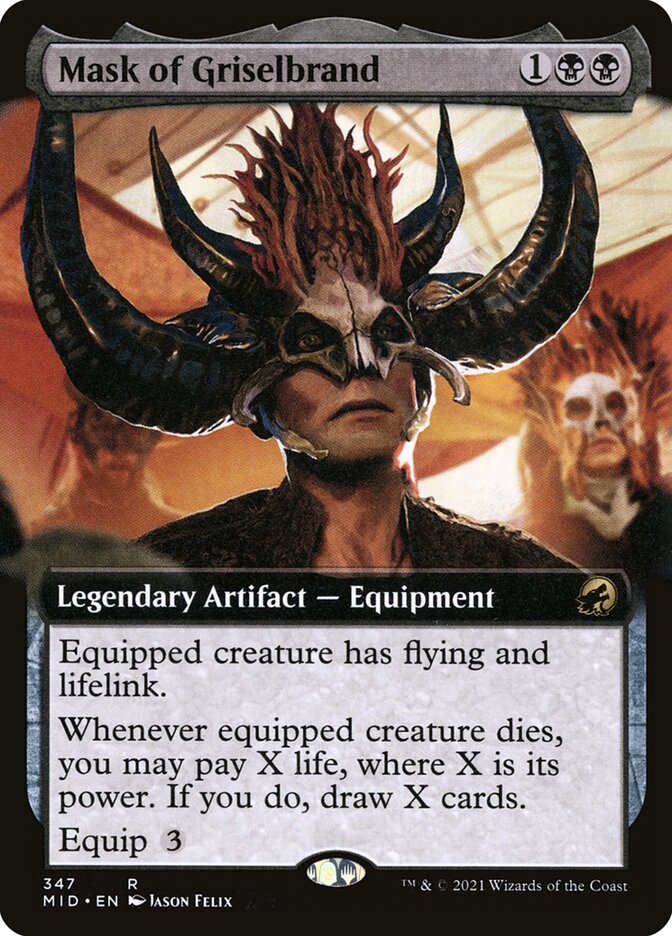 Mask of Griselbrand 1
Legendary Artifact — Equipment
Equipped creature has flying and
lifelink.
Whenever equipped creature dies,
you may pay X life, where X is its
power. If you do, draw X cards.
Equip 3
347 R
MID • EN Jason Felix
™ & © 2021 Wizards of the Coast